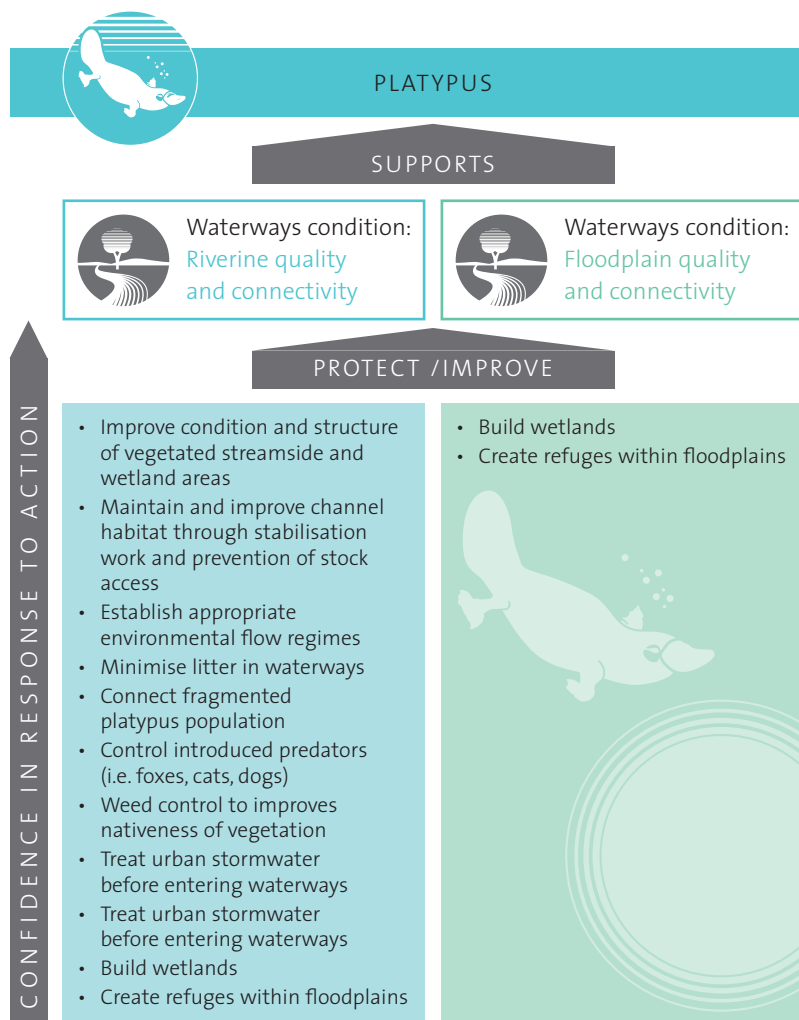 PLATYPUS
SUPPORTS
Waterways condition:
Riverine quality
and connectivity
Waterways condition:
Floodplain quality
and connectivity
PROTECT /IMPROVE
CONFIDENCE IN RESPONSE TO ACTION
• Improve condition and structure
of vegetated streamside and
wetland areas
• Maintain and improve channel
habitat through stabilisation
work and prevention of stock
access
• Establish appropriate
environmental flow regimes
• Minimise litter in waterways
• Connect fragmented
platypus population
• Control introduced predators
(i.e. foxes, cats, dogs)
• Weed control to improves
nativeness of vegetation
• Treat urban stormwater
before entering waterways
• Treat urban stormwater
before entering waterways
• Build wetlands
• Create refuges within floodplains
• Build wetlands
• Create refuges within floodplains